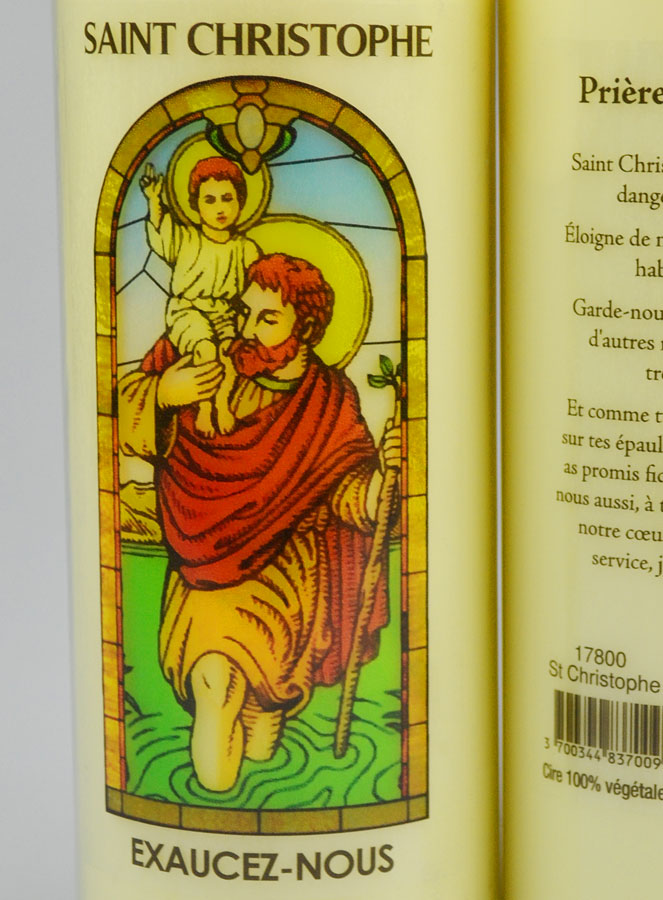 SAINT CHRISTOPHE
EXAUCEZ-NOUS
Prière
Saint Chris
dange
Éloigne de
hab
Garde-nou
d'autres
tr
Et comme t
sur tes épaul
as promis fid
nous aussi, à
notre cœu
service, j
17800
St Christophe
3 700344 837009
Cire 100% végétale